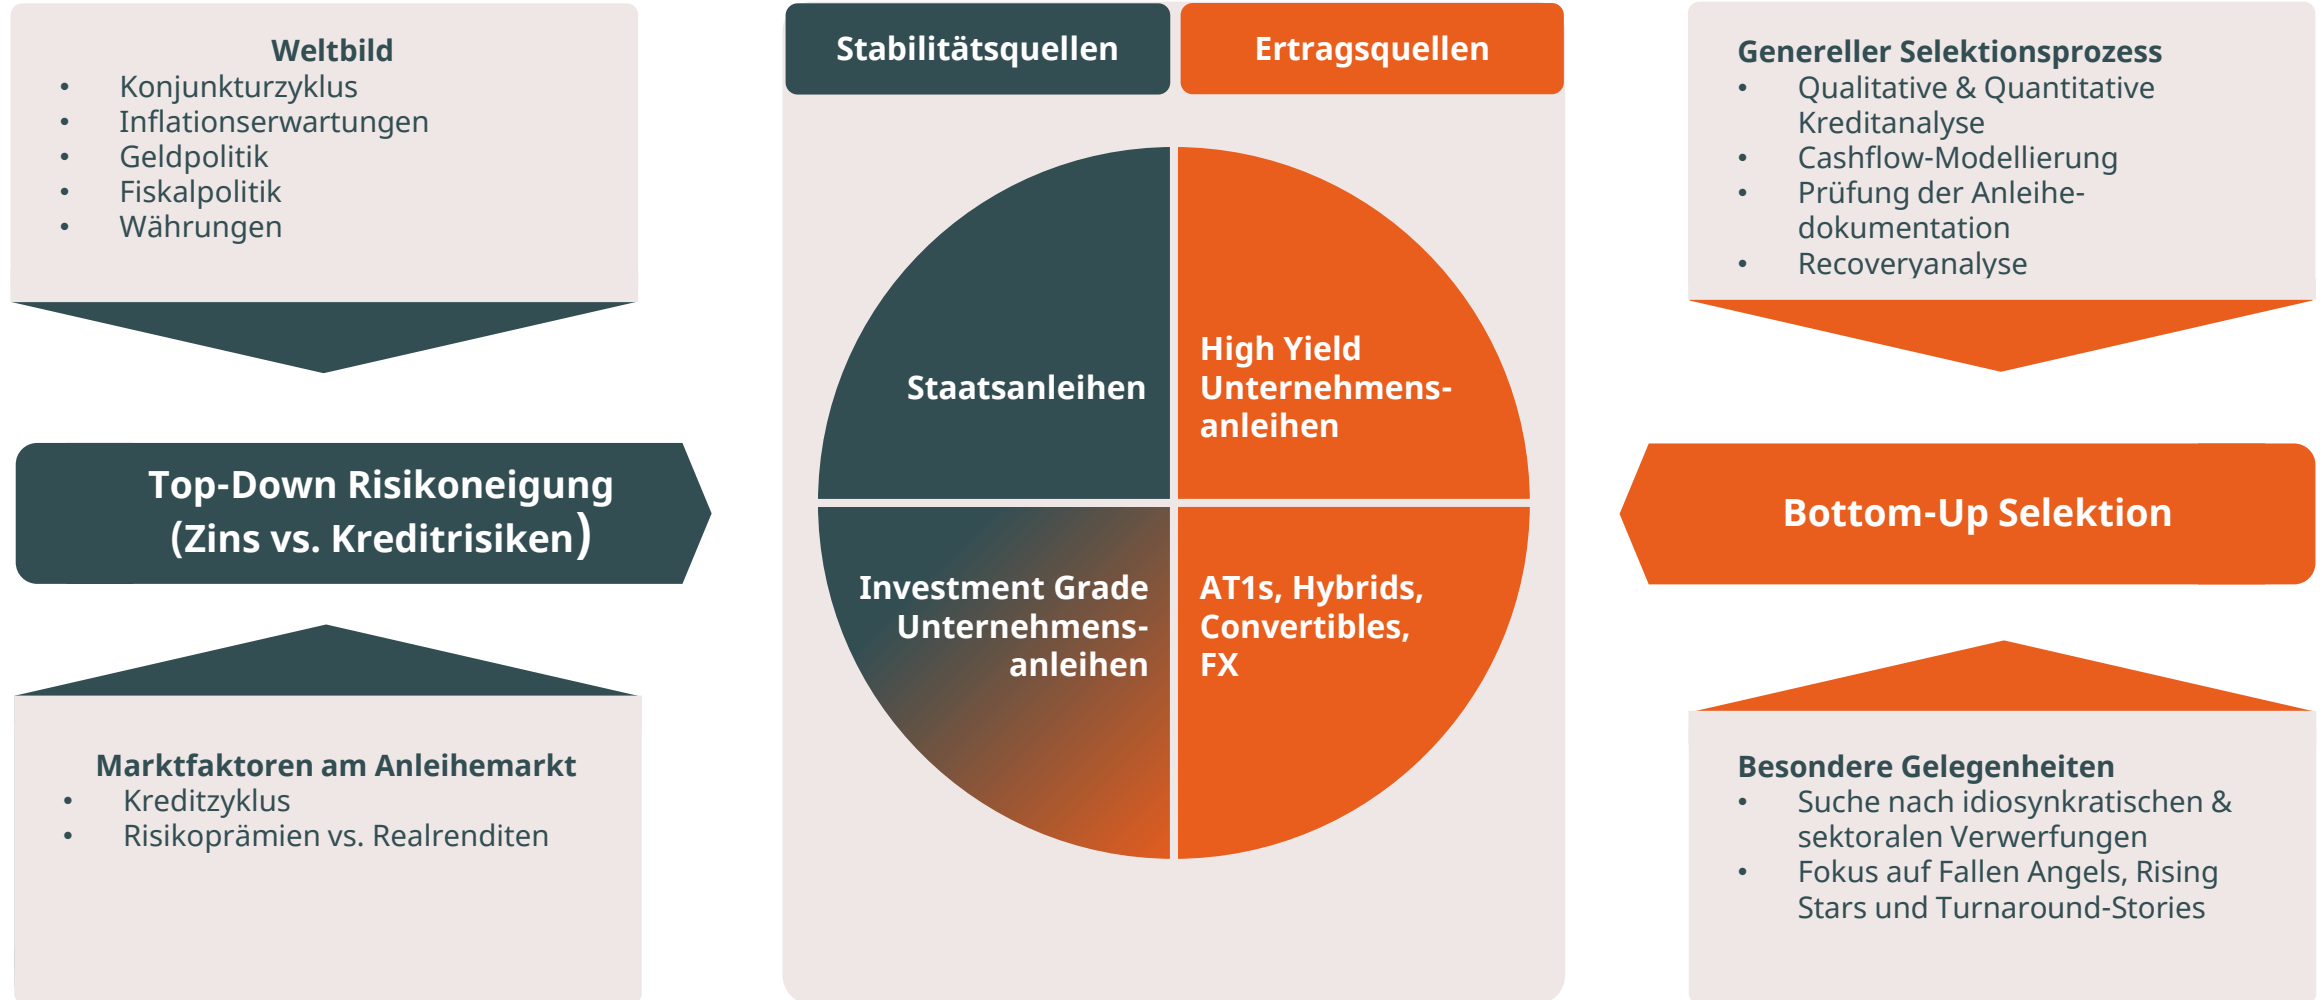 Weltbild
• Konjunkturzyklus
• Inflationserwartungen
• Geldpolitik
• Fiskalpolitik
• Währungen
Top-Down Risikoneigung
(Zins vs. Kreditrisiken)
Marktfaktoren am Anleihemarkt
• Kreditzyklus
• Risikoprämien vs. Realrenditen
Stabilitätsquellen
Ertragsquellen
Staatsanleihen
High Yield
Unternehmens-
anleihen
Investment Grade
Unternehmens-
anleihen
AT1s, Hybrids,
Convertibles,
FX
Genereller Selektionsprozess
• Qualitative & Quantitative
Kreditanalyse
• Cashflow-Modellierung
• Prüfung der Anleihe-
dokumentation
• Recoveryanalyse
Bottom-Up Selektion
Besondere Gelegenheiten
• Suche nach idiosynkratischen &
sektoralen Verwerfungen
• Fokus auf Fallen Angels, Rising
Stars und Turnaround-Stories